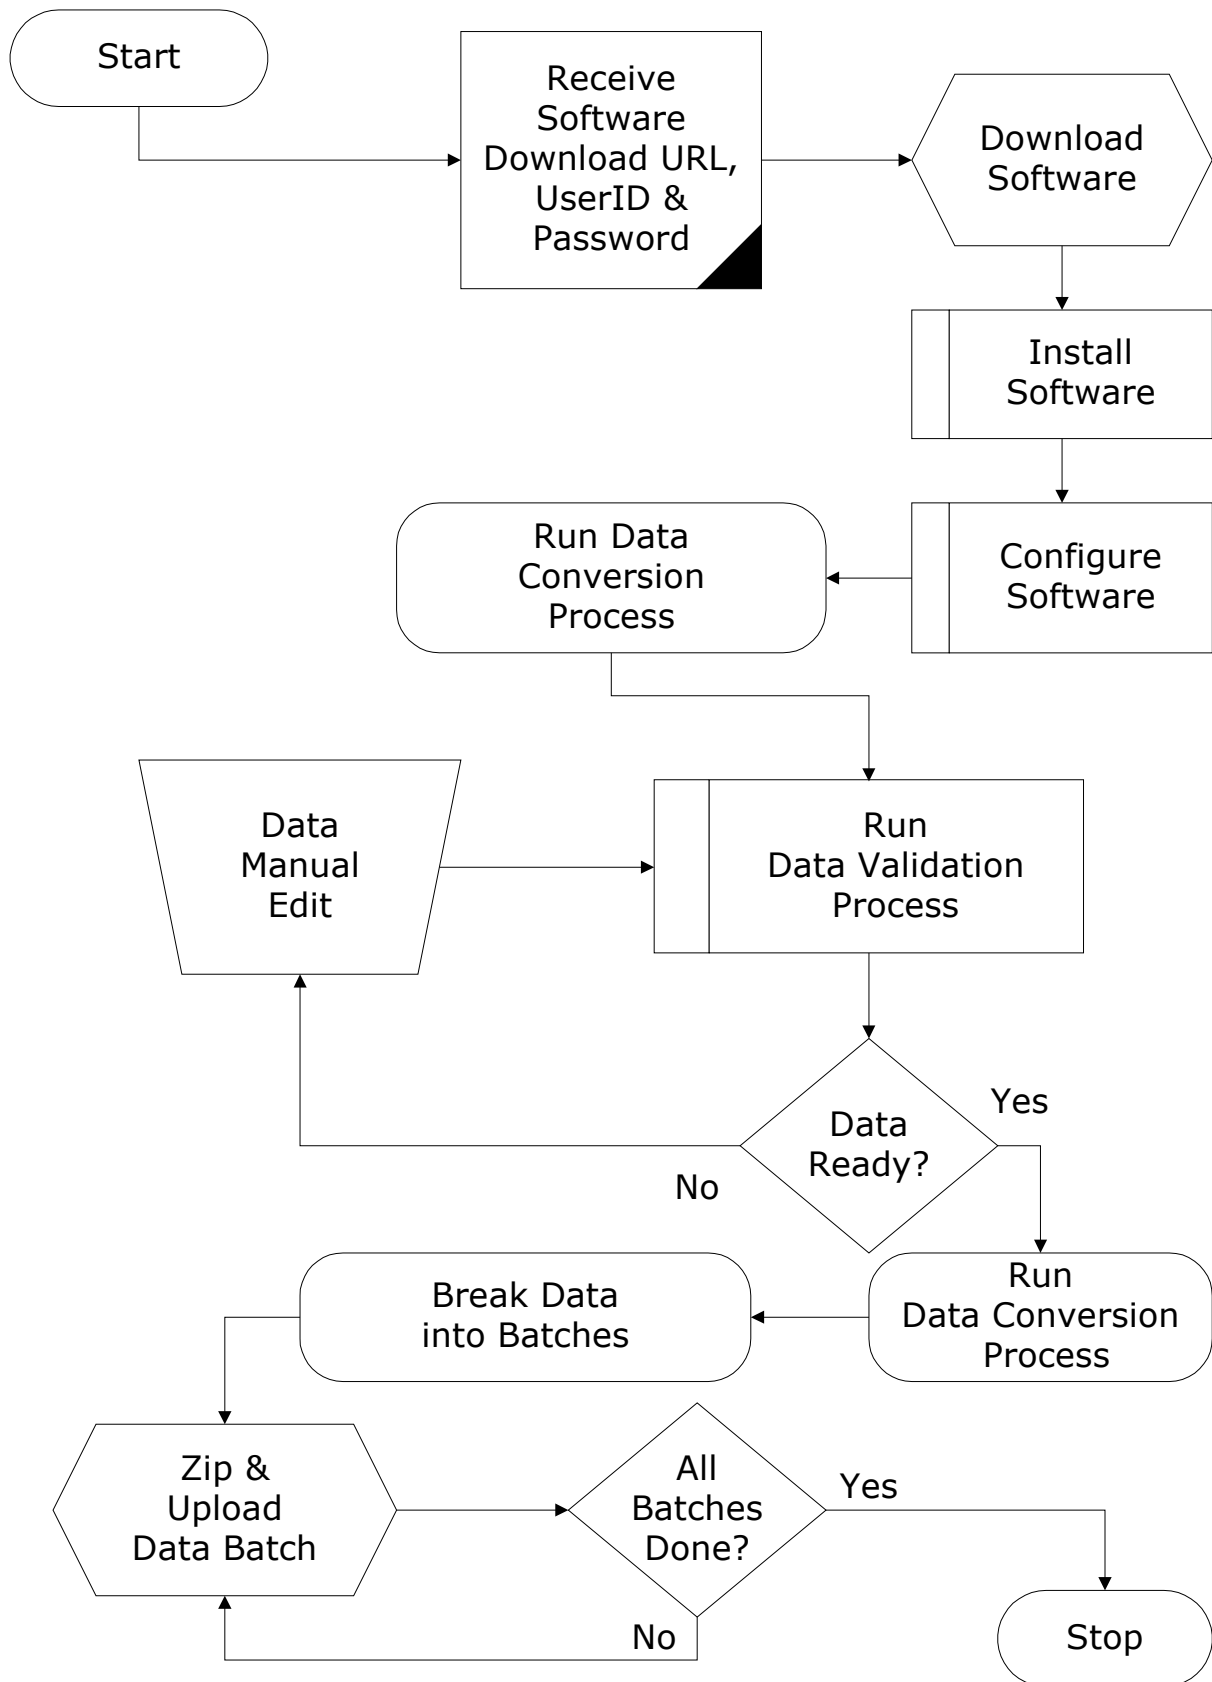 Start
Receive
Software
Download URL,
UserID &
Password
Download
Software
Install
Software
Configure
Software
Run Data
Conversion
Process
Run
Data Validation
Process
Data
Manual
Edit
Data
Ready?
Yes
No
Run
Data Conversion
Process
Break Data
into Batches
Zip &
Upload
Data Batch
All
Batches
Done?
Yes
No
Stop